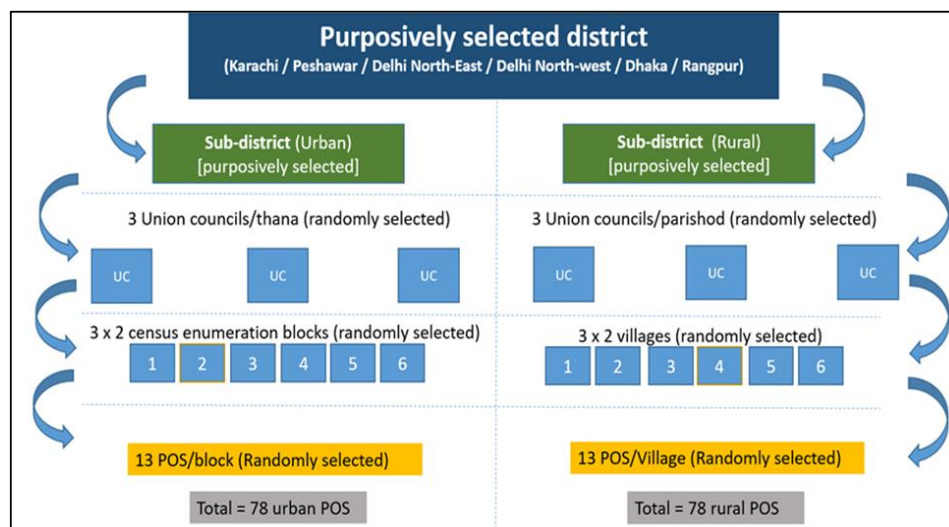 Purposively selected district
(Karachi / Peshawar / Delhi North-East / Delhi North-west / Dhaka / Rangpur)
Sub-district (Urban)
[purposively selected]
Sub-district (Rural)
[purposively selected]
3 Union councils/thana (randomly selected)
3 Union councils/parishod (randomly selected)
UC
UC
UC
UC
UC
UC
3 x 2 census enumeration blocks (randomly selected)
3 x 2 villages (randomly selected)
1 2 3 4 5 6
1 2 3 4 5 6
13 POS/block (Randomly selected)
13 POS/Village (Randomly selected)
Total = 78 urban POS
Total = 78 rural POS